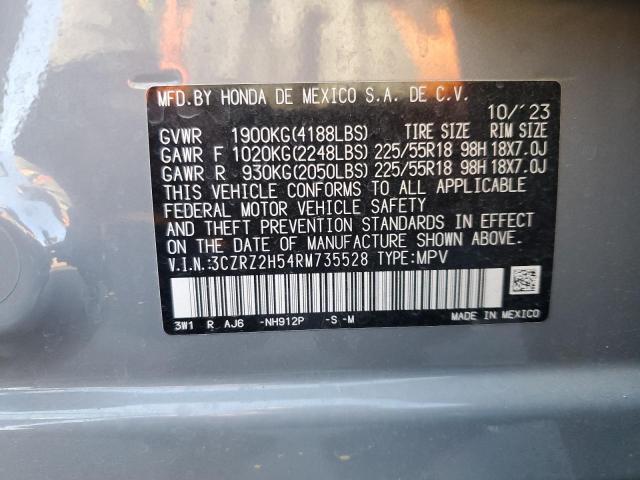 MFD.BY HONDA DE MEXICO S.A. DE C.V.
10/'23
GVWR 1900KG(4188LBS) TIRE SIZE RIM SIZE
GAWR F 1020KG(2248LBS) 225/55R18 98H 18X7.0J
GAWR R 930KG(2050LBS) 225/55R18 98H 18X7.0J
THIS VEHICLE CONFORMS TO ALL APPLICABLE
FEDERAL MOTOR VEHICLE SAFETY
AND THEFT PREVENTION STANDARDS IN EFFECT
ON THE DATE OF MANUFACTURE SHOWN ABOVE.
V.I.N.:3CZRZ2H54RM735528 TYPE:MPV
3W1 R AJ6 -NH912P -S -M MADE IN MEXICO